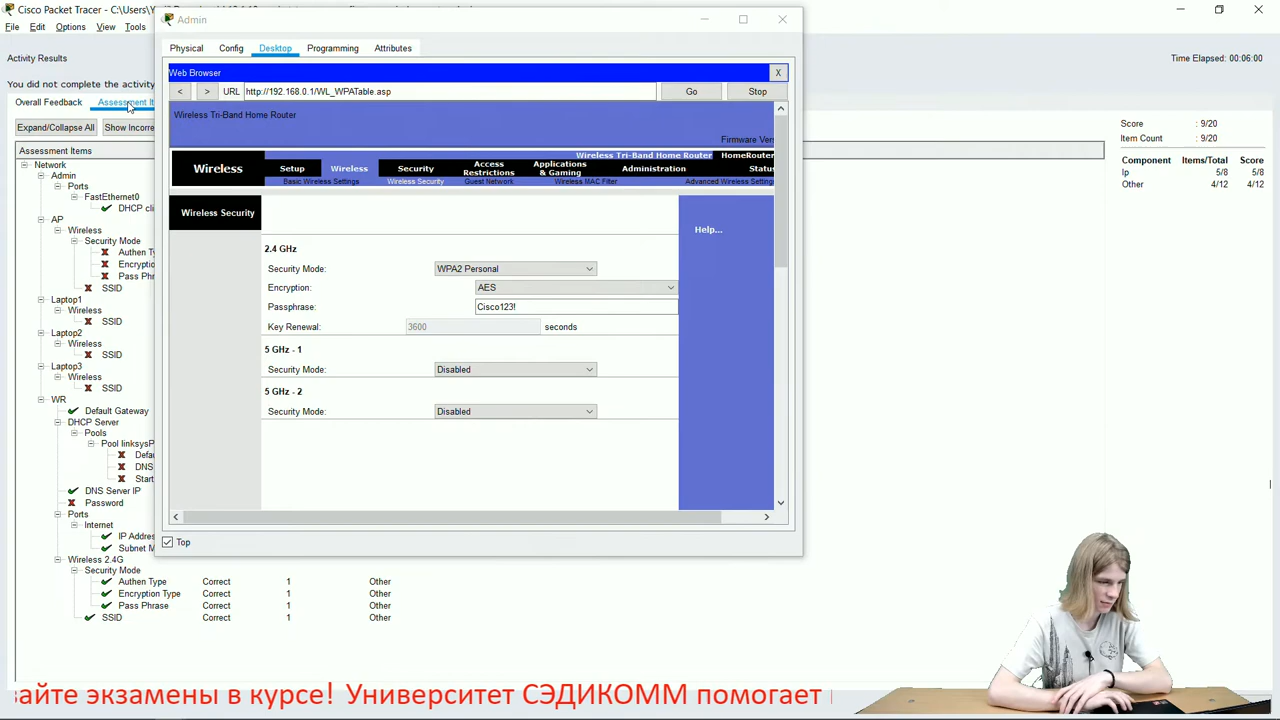 Cisco Packet Tracer - C:\Users\Y
File Edit Options View Tools
Activity Results
Time Elapsed: 00:06:00
You did not complete the activity
Overall Feedback Assessment It
Expand/Collapse All Show Incorre
Assessment Items
Network
Admin
Ports
FastEthernet0
DHCP cli
AP
Wireless
Security Mode
Authen Ty
Encryptio
Pass Phr
SSID
Laptop1
Wireless
SSID
Laptop2
Wireless
SSID
Laptop3
Wireless
SSID
WR
Default Gateway
DHCP Server
Pools
Pool linksysP
Defa
DNS
Start
DNS Server IP
Password
Ports
Internet
IP Addres
Subnet M
Wireless 2.4G
Security Mode
Authen Type Correct 1 Other
Encryption Type Correct 1 Other
Pass Phrase Correct 1 Other
SSID Correct 1 Other
Admin
Physical Config Desktop Programming Attributes
Web Browser X
< > URL http://192.168.0.1/WL_WPATable.asp Go Stop
Wireless Tri-Band Home Router
Firmware Ver
Wireless Tri-Band Home Router HomeRouter
Wireless Setup Wireless Security Access Restrictions Applications & Gaming Administration Status
Basic Wireless Settings Wireless Security Guest Network Wireless MAC Filter Advanced Wireless Setting
Wireless Security
Help...
2.4 GHz
Security Mode: WPA2 Personal
Encryption: AES
Passphrase: Cisco123!
Key Renewal: 3600 seconds
5 GHz - 1
Security Mode: Disabled
5 GHz - 2
Security Mode: Disabled
Top
Score : 9/20
Item Count : 9/20
Component Items/Total Score
Ip 5/8 5/8
Other 4/12 4/12
вайте экзамены в курсе! Университет СЭДИКОММ помогает